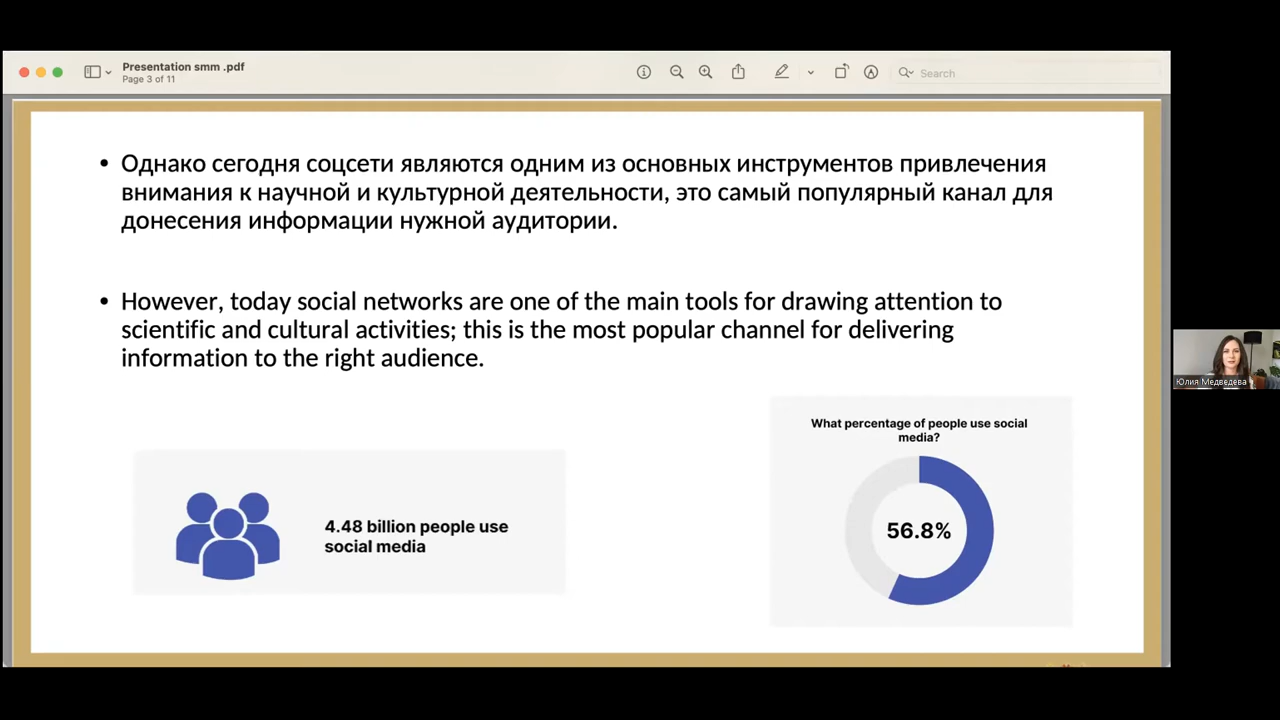 Presentation smm .pdf
Page 3 of 11
Search
• Однако сегодня соцсети являются одним из основных инструментов привлечения
внимания к научной и культурной деятельности, это самый популярный канал для
донесения информации нужной аудитории.
• However, today social networks are one of the main tools for drawing attention to
scientific and cultural activities; this is the most popular channel for delivering
information to the right audience.
4.48 billion people use
social media
What percentage of people use social
media?
56.8%
Юлия Медведева